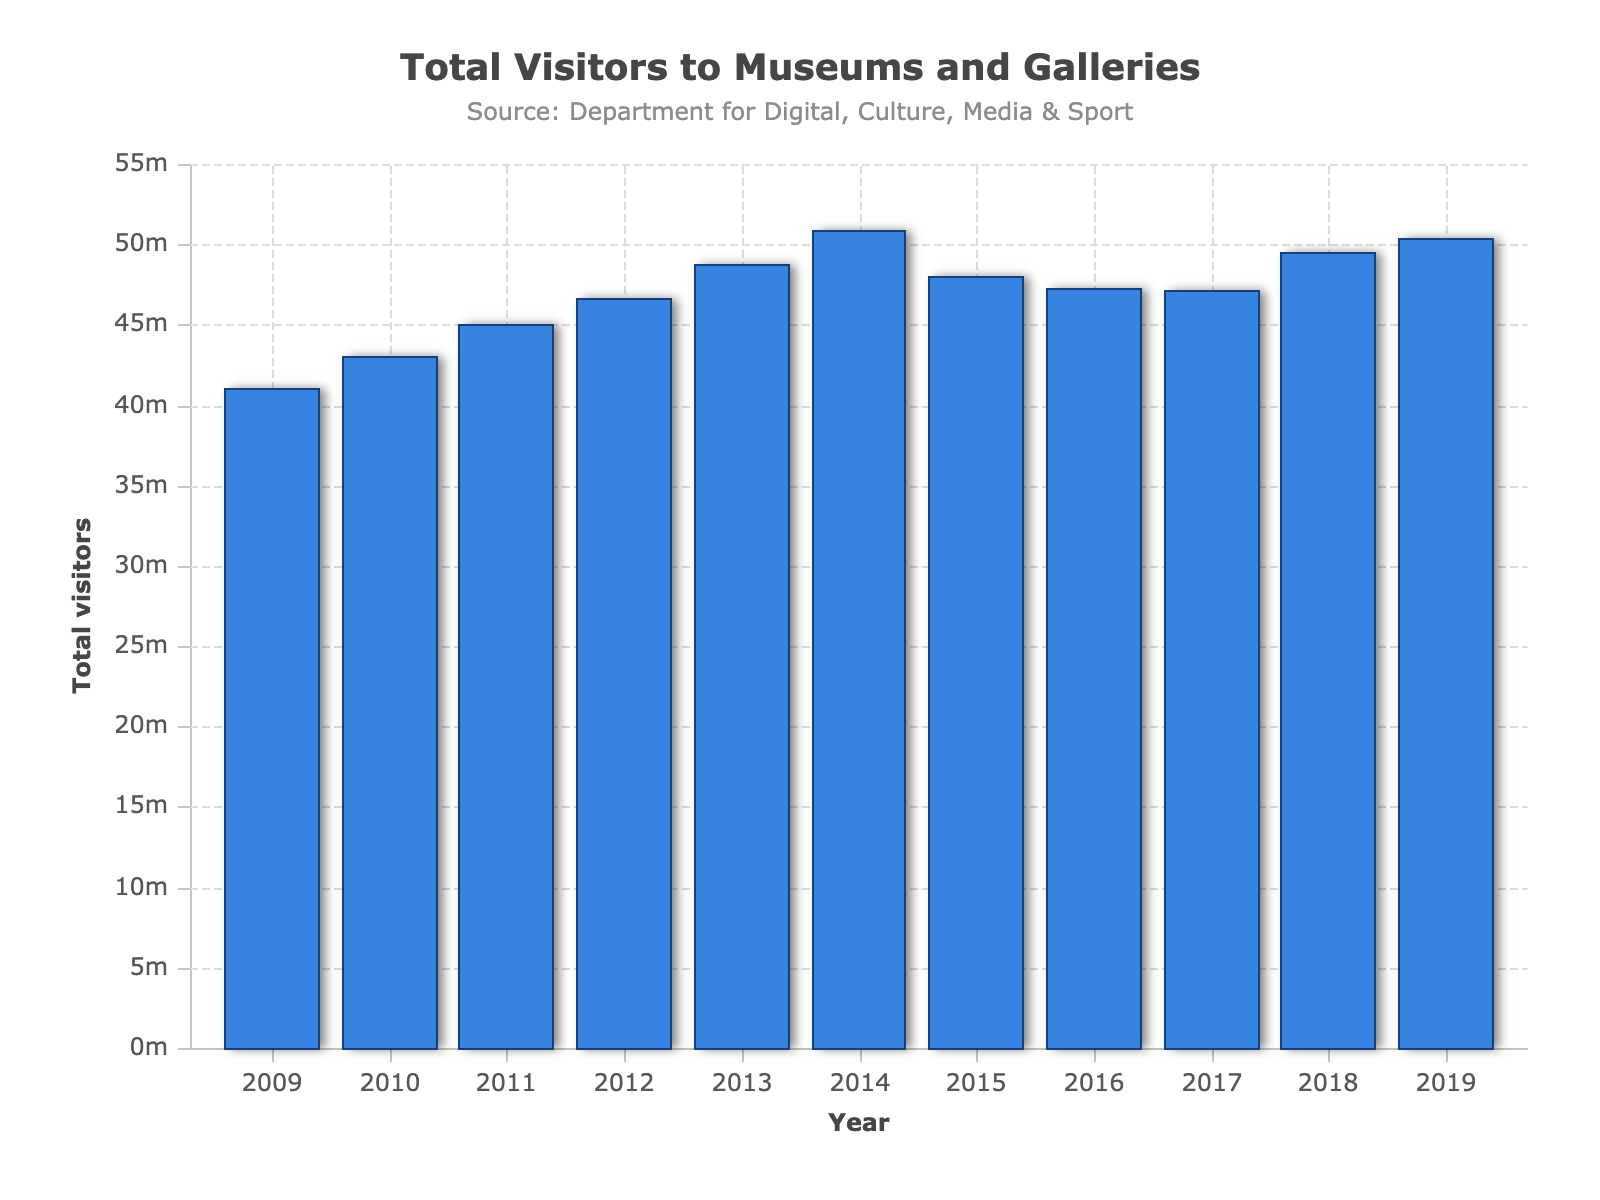 Total Visitors to Museums and Galleries
Source: Department for Digital, Culture, Media & Sport
55m
50m
45m
40m
35m
30m
25m
20m
15m
10m
5m
0m
Total visitors
2009 2010 2011 2012 2013 2014 2015 2016 2017 2018 2019
Year